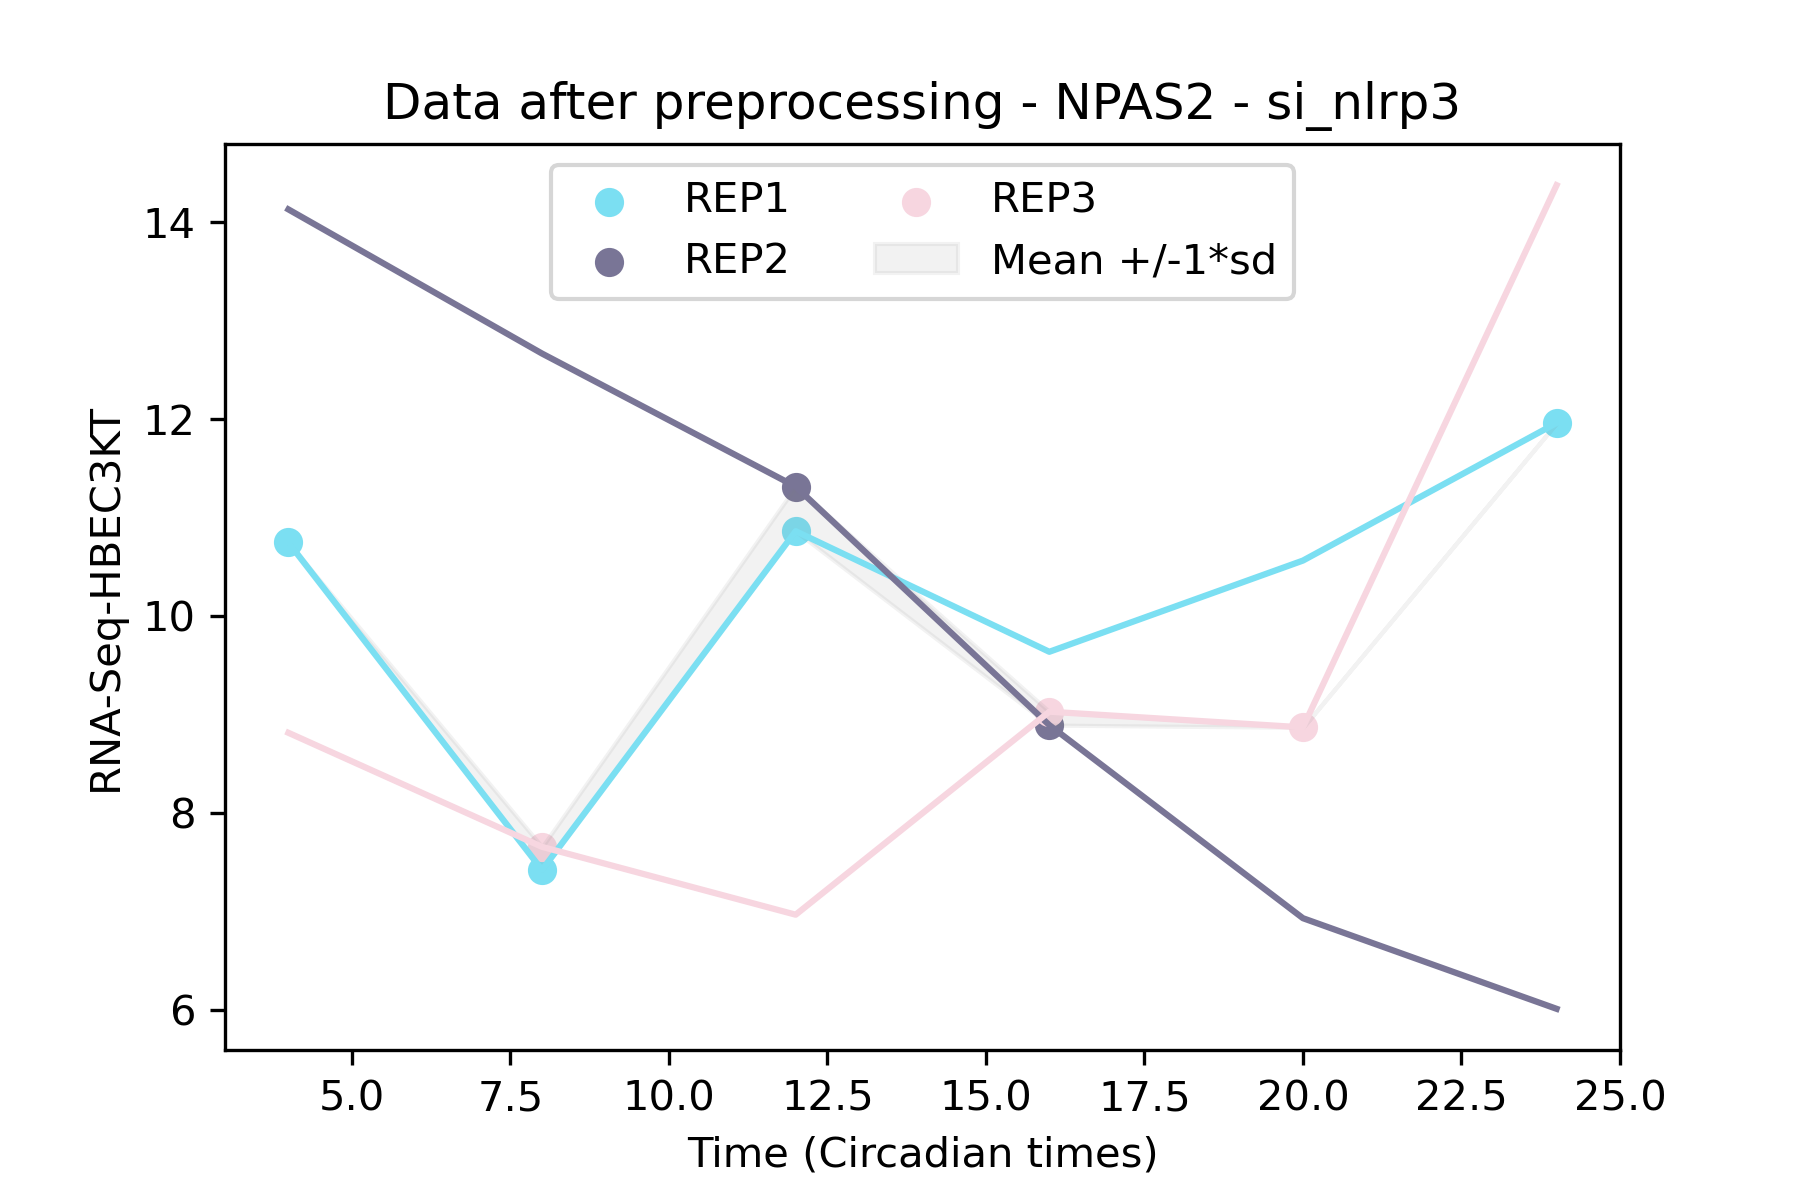 Data after preprocessing - NPAS2 - si_nlrp3
REP1
REP2
REP3
Mean +/-1*sd
RNA-Seq-HBEC3KT
14
12
10
8
6
5.0 7.5 10.0 12.5 15.0 17.5 20.0 22.5 25.0
Time (Circadian times)